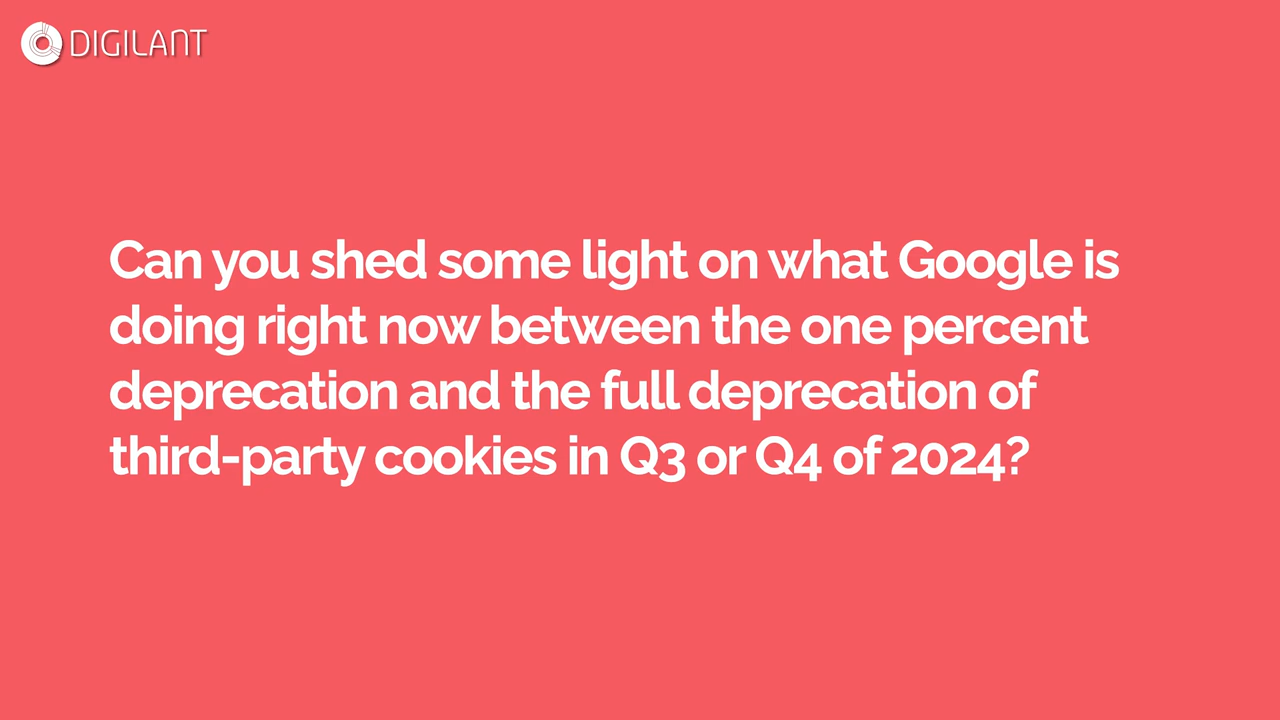 DIGILANT
Can you shed some light on what Google is
doing right now between the one percent
deprecation and the full deprecation of
third-party cookies in Q3 or Q4 of 2024?